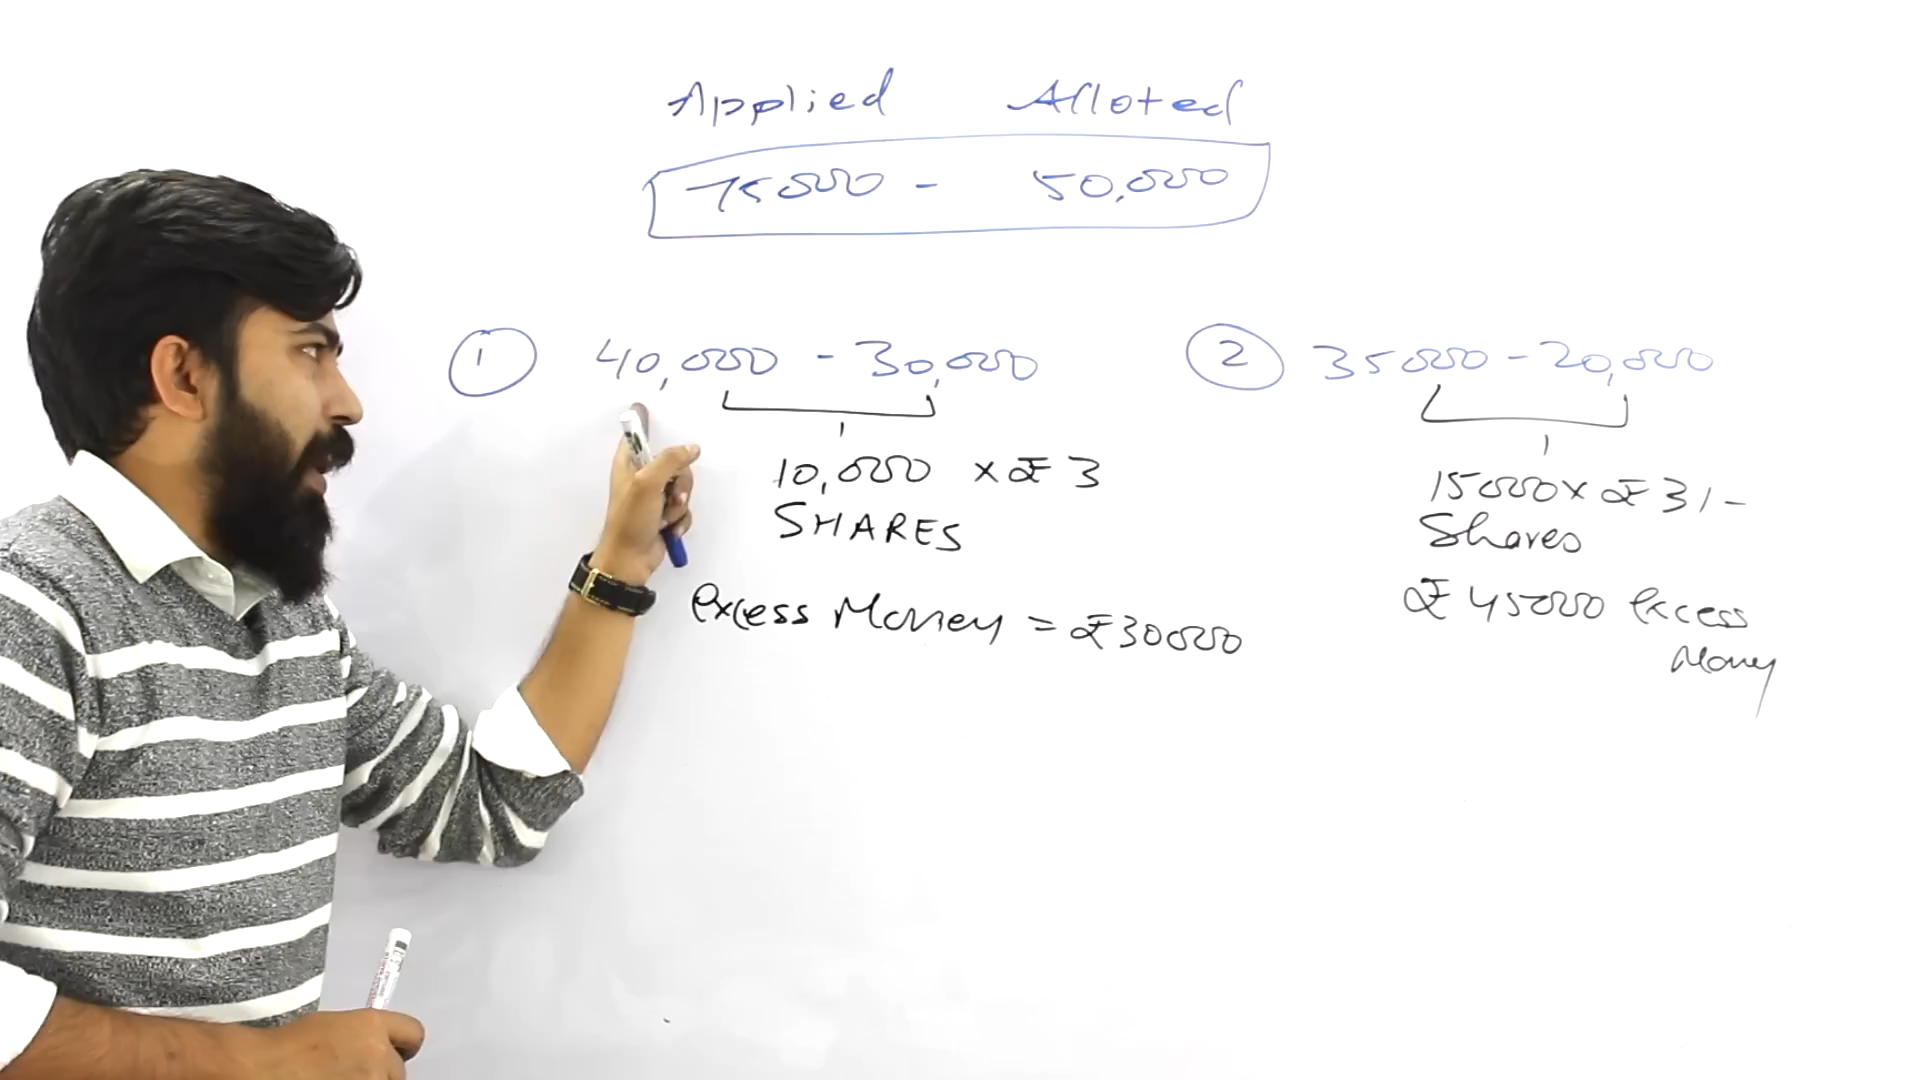 Applied Alloted
75000 - 50,000
1 40,000 - 30,000
10,000 x ₹ 3
SHARES
excess Money = ₹30000
2 35000 - 20,000
15000 x ₹ 3/-
Shares
₹ 45000 excess
Money